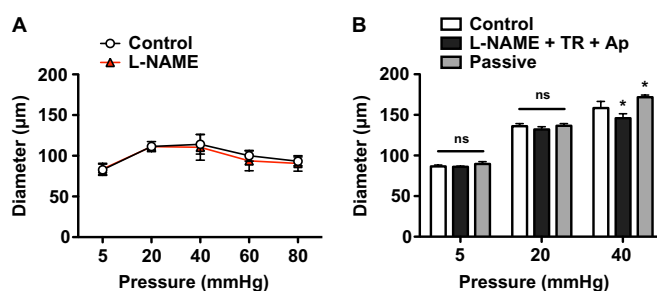 A
Control
L-NAME
Diameter (µm)
200
150
100
50
0
5 20 40 60 80
Pressure (mmHg)
B
Control
L-NAME + TR + Ap
Passive
Diameter (µm)
200
150
100
50
0
ns
ns
*
*
5 20 40
Pressure (mmHg)